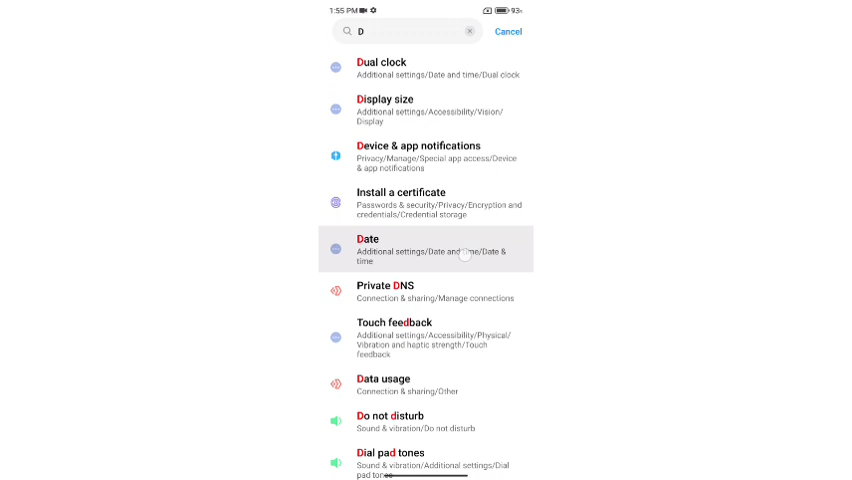 1:55 PM
93%
D
Cancel
Dual clock
Additional settings/Date and time/Dual clock
Display size
Additional settings/Accessibility/Vision/
Display
Device & app notifications
Privacy/Manage/Special app access/Device
& app notifications
Install a certificate
Passwords & security/Privacy/Encryption and
credentials/Credential storage
Date
Additional settings/Date and time/Date &
time
Private DNS
Connection & sharing/Manage connections
Touch feedback
Additional settings/Accessibility/Physical/
Vibration and haptic strength/Touch
feedback
Data usage
Connection & sharing/Other
Do not disturb
Sound & vibration/Do not disturb
Dial pad tones
Sound & vibration/Additional settings/Dial
pad tones